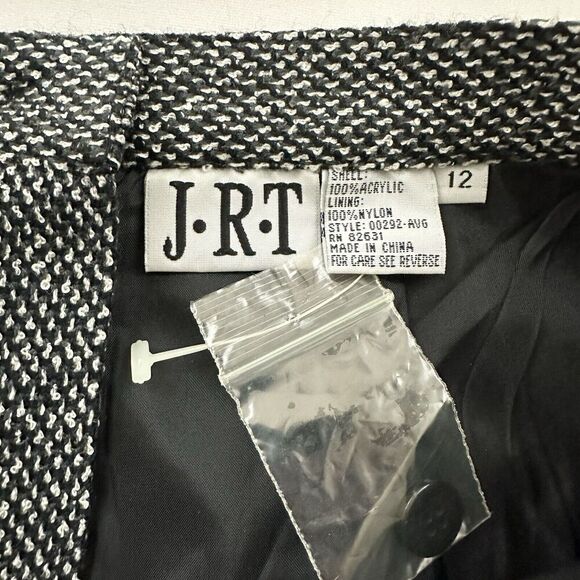 J·R·T
SHELL:
100%ACRYLIC
LINING:
100%NYLON
STYLE: 00292-AVG
RN 82631
MADE IN CHINA
FOR CARE SEE REVERSE
12